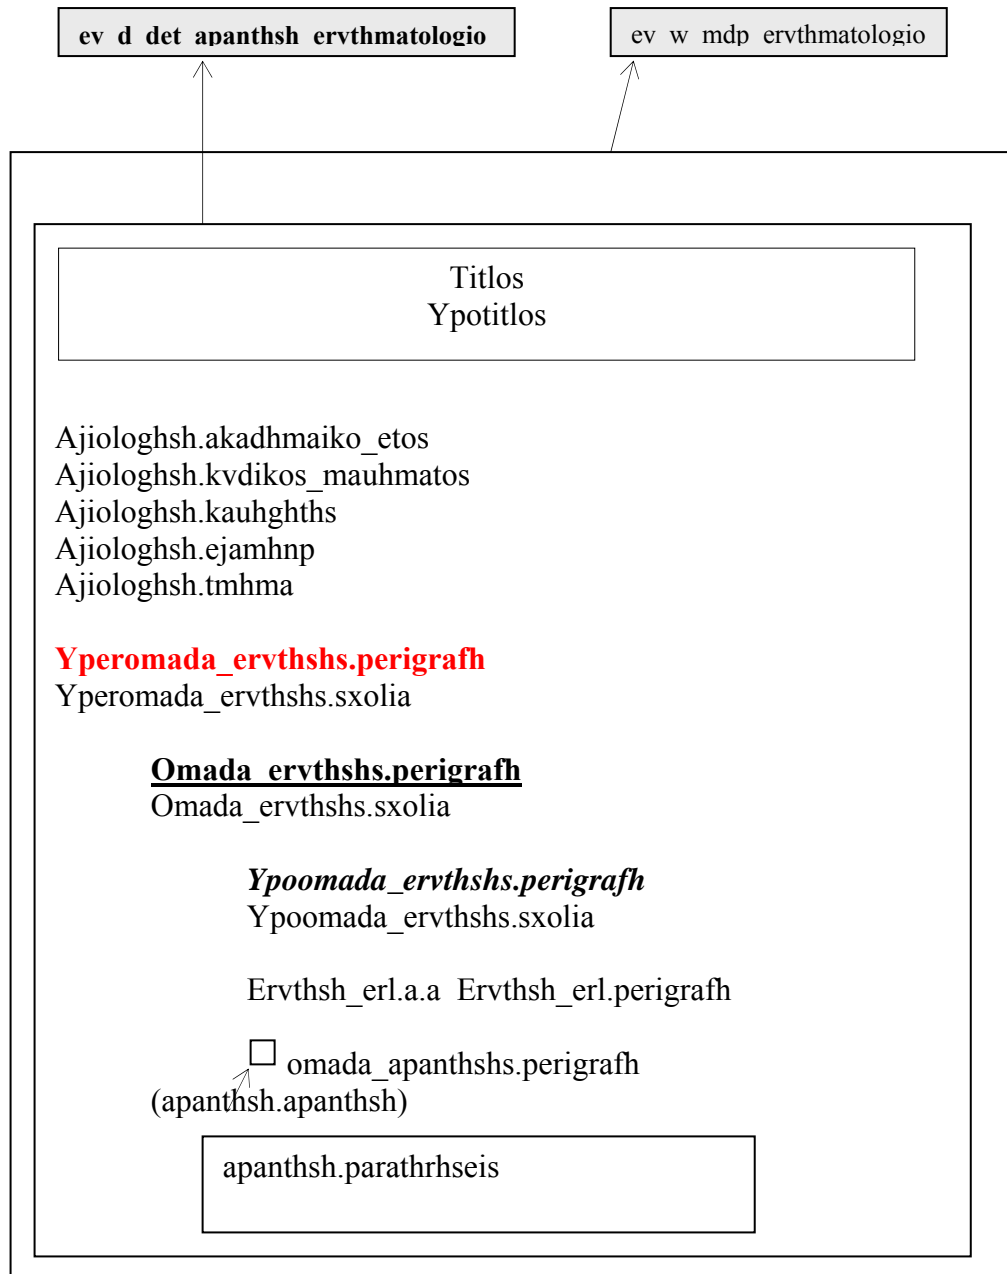 ev_d_det_apanthsh_ervthmatologio
ev_w_mdp_ervthmatologio
Titlos
Ypotitlos
Ajiologhsh.akadhmaiko_etos
Ajiologhsh.kvdikos_mauhmatos
Ajiologhsh.kauhghths
Ajiologhsh.ejamhnp
Ajiologhsh.tmhma
Yperomada_ervthshs.perigrafh
Yperomada_ervthshs.sxolia
Omada_ervthshs.perigrafh
Omada_ervthshs.sxolia
Ypoomada_ervthshs.perigrafh
Ypoomada_ervthshs.sxolia
Ervthsh_erl.a.a Ervthsh_erl.perigrafh
omada_apanthshs.perigrafh
(apanthsh.apanthsh)
apanthsh.parathrhseis